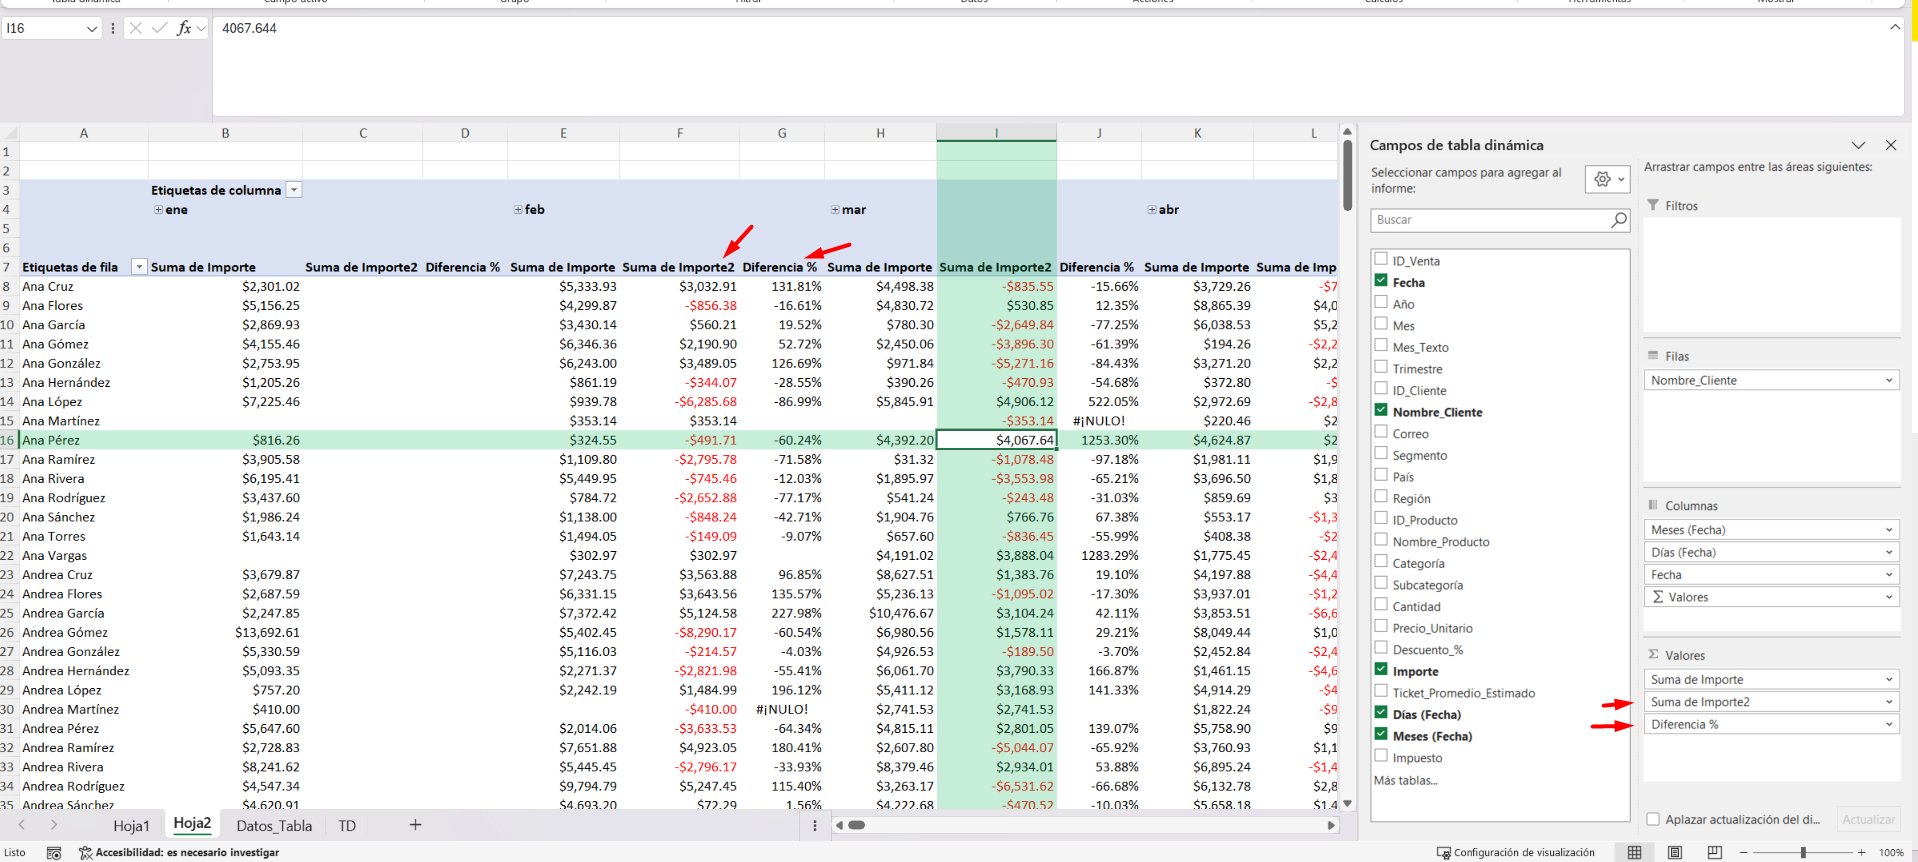 Tabla dinámica Campo activo Grupo Filtrar Datos Acciones Cálculos Herramientas Mostrar
I16 fx 4067.644
A B C D E F G H I J K L
1
2
3 Etiquetas de columna
4 ene feb mar abr
5
6
7 Etiquetas de fila Suma de Importe Suma de Importe2 Diferencia % Suma de Importe Suma de Importe2 Diferencia % Suma de Importe Suma de Importe2 Diferencia % Suma de Importe Suma de Imp
8 Ana Cruz $2,301.02 $5,333.93 $3,032.91 131.81% $4,498.38 -$835.55 -15.66% $3,729.26 -$7
9 Ana Flores $5,156.25 $4,299.87 -$856.38 -16.61% $4,830.72 $530.85 12.35% $8,865.39 $4,0
10 Ana García $2,869.93 $3,430.14 $560.21 19.52% $780.30 -$2,649.84 -77.25% $6,038.53 $5,2
11 Ana Gómez $4,155.46 $6,346.36 $2,190.90 52.72% $2,450.06 -$3,896.30 -61.39% $194.26 -$2,2
12 Ana González $2,753.95 $6,243.00 $3,489.05 126.69% $971.84 -$5,271.16 -84.43% $3,271.20 $2,2
13 Ana Hernández $1,205.26 $861.19 -$344.07 -28.55% $390.26 -$470.93 -54.68% $372.80 -$
14 Ana López $7,225.46 $939.78 -$6,285.68 -86.99% $5,845.91 $4,906.12 522.05% $2,972.69 -$2,8
15 Ana Martínez $353.14 $353.14 -$353.14 #¡NULO! $220.46 $2
16 Ana Pérez $816.26 $324.55 -$491.71 -60.24% $4,392.20 $4,067.64 1253.30% $4,624.87 $2
17 Ana Ramírez $3,905.58 $1,109.80 -$2,795.78 -71.58% $31.32 -$1,078.48 -97.18% $1,981.11 $1,9
18 Ana Rivera $6,195.41 $5,449.95 -$745.46 -12.03% $1,895.97 -$3,553.98 -65.21% $3,696.50 $1,8
19 Ana Rodríguez $3,437.60 $784.72 -$2,652.88 -77.17% $541.24 -$243.48 -31.03% $859.69 $3
20 Ana Sánchez $1,986.24 $1,138.00 -$848.24 -42.71% $1,904.76 $766.76 67.38% $553.17 -$1,3
21 Ana Torres $1,643.14 $1,494.05 -$149.09 -9.07% $657.60 -$836.45 -55.99% $408.38 -$2
22 Ana Vargas $302.97 $302.97 $4,191.02 $3,888.04 1283.29% $1,775.45 -$2,4
23 Andrea Cruz $3,679.87 $7,243.75 $3,563.88 96.85% $8,627.51 $1,383.76 19.10% $4,197.88 -$4,4
24 Andrea Flores $2,687.59 $6,331.15 $3,643.56 135.57% $5,236.13 -$1,095.02 -17.30% $3,937.01 -$1,2
25 Andrea García $2,247.85 $7,372.42 $5,124.58 227.98% $10,476.67 $3,104.24 42.11% $3,853.51 -$6,6
26 Andrea Gómez $13,692.61 $5,402.45 -$8,290.17 -60.54% $6,980.56 $1,578.11 29.21% $8,049.44 $1,0
27 Andrea González $5,330.59 $5,116.03 -$214.57 -4.03% $4,926.53 -$189.50 -3.70% $2,452.84 -$2,4
28 Andrea Hernández $5,093.35 $2,271.37 -$2,821.98 -55.41% $6,061.70 $3,790.33 166.87% $1,461.15 -$4,6
29 Andrea López $757.20 $2,242.19 $1,484.99 196.12% $5,411.12 $3,168.93 141.33% $4,914.29 -$4
30 Andrea Martínez $410.00 -$410.00 #¡NULO! $2,741.53 $2,741.53 $1,822.24 -$9
31 Andrea Pérez $5,647.60 $2,014.06 -$3,633.53 -64.34% $4,815.11 $2,801.05 139.07% $5,758.90 $9
32 Andrea Ramírez $2,728.83 $7,651.88 $4,923.05 180.41% $2,607.80 -$5,044.07 -65.92% $3,760.93 $1,1
33 Andrea Rivera $8,241.62 $5,445.45 -$2,796.17 -33.93% $8,379.46 $2,934.01 53.88% $6,895.24 -$1,4
34 Andrea Rodríguez $4,547.34 $9,794.79 $5,247.45 115.40% $3,263.17 -$6,531.62 -66.68% $6,132.78 $2,8
35 Andrea Sánchez $4,620.91 $4,693.20 $72.29 1.56% $4,222.68 -$470.52 -10.03% $5,658.18 $1,4
Hoja1 Hoja2 Datos_Tabla TD +
Listo Accesibilidad: es necesario investigar
Campos de tabla dinámica
Seleccionar campos para agregar al
informe:
Buscar
ID_Venta
Fecha
Año
Mes
Mes_Texto
Trimestre
ID_Cliente
Nombre_Cliente
Correo
Segmento
País
Región
ID_Producto
Nombre_Producto
Categoría
Subcategoría
Cantidad
Precio_Unitario
Descuento_%
Importe
Ticket_Promedio_Estimado
Días (Fecha)
Meses (Fecha)
Impuesto
Más tablas...
Arrastrar campos entre las áreas siguientes:
Filtros
Filas
Nombre_Cliente
Columnas
Meses (Fecha)
Días (Fecha)
Fecha
Σ Valores
Σ Valores
Suma de Importe
Suma de Importe2
Diferencia %
Aplazar actualización del di... Actualizar
Configuración de visualización − + 100%